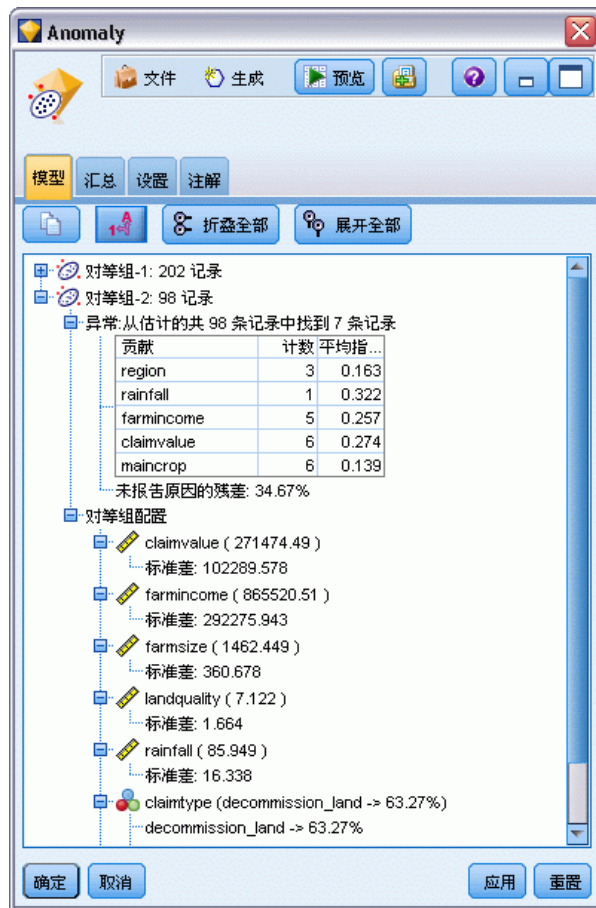 Anomaly
文件 生成 预览
模型 汇总 设置 注解
折叠全部 展开全部
对等组-1: 202 记录
对等组-2: 98 记录
异常:从估计的共 98 条记录中找到 7 条记录
贡献 计数 平均指...
region 3 0.163
rainfall 1 0.322
farmincome 5 0.257
claimvalue 6 0.274
maincrop 6 0.139
未报告原因的残差: 34.67%
对等组配置
claimvalue ( 271474.49 )
标准差: 102289.578
farmincome ( 865520.51 )
标准差: 292275.943
farmsize ( 1462.449 )
标准差: 360.678
landquality ( 7.122 )
标准差: 1.664
rainfall ( 85.949 )
标准差: 16.338
claimtype (decommission_land -> 63.27%)
decommission_land -> 63.27%
确定 取消 应用 重置